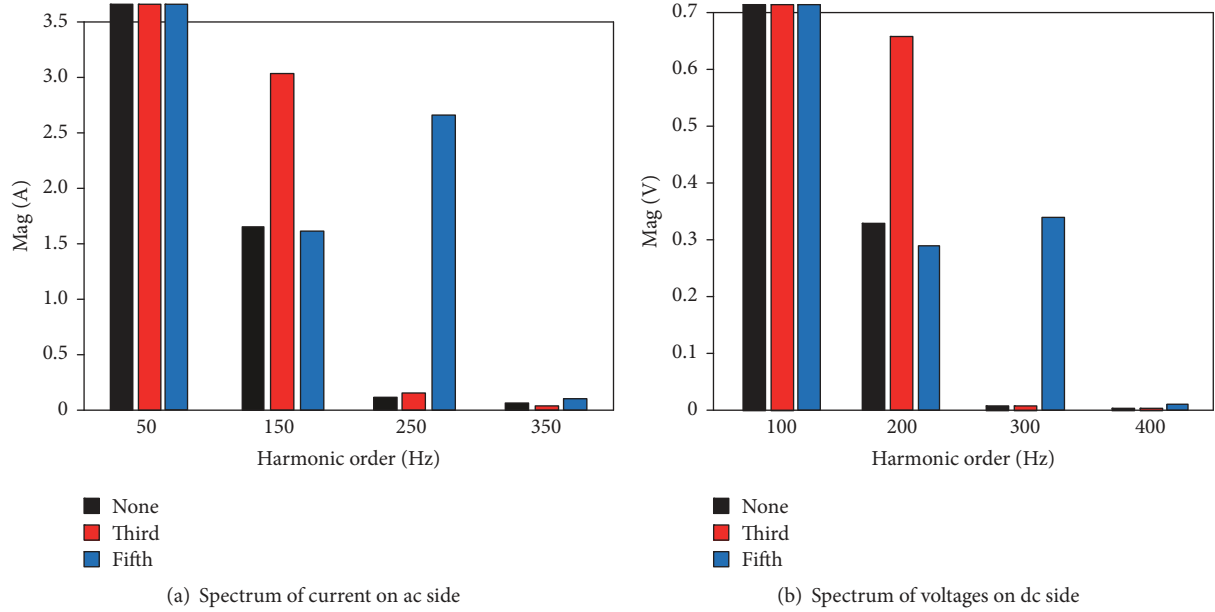 3.5
3.0
2.5
2.0
1.5
1.0
0.5
0
Mag (A)
50
150
250
350
Harmonic order (Hz)
None
Third
Fifth
(a) Spectrum of current on ac side
0.7
0.6
0.5
0.4
0.3
0.2
0.1
0
Mag (V)
100
200
300
400
Harmonic order (Hz)
None
Third
Fifth
(b) Spectrum of voltages on dc side